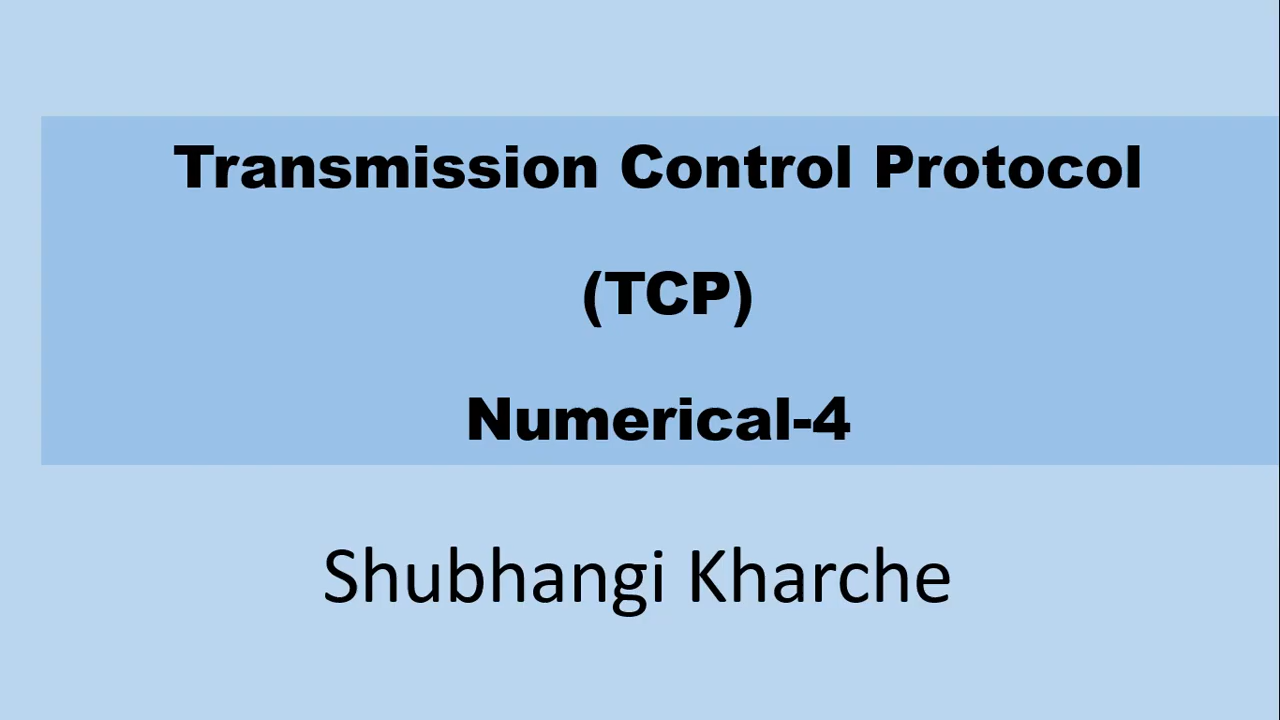 Transmission Control Protocol
(TCP)
Numerical-4
Shubhangi Kharche